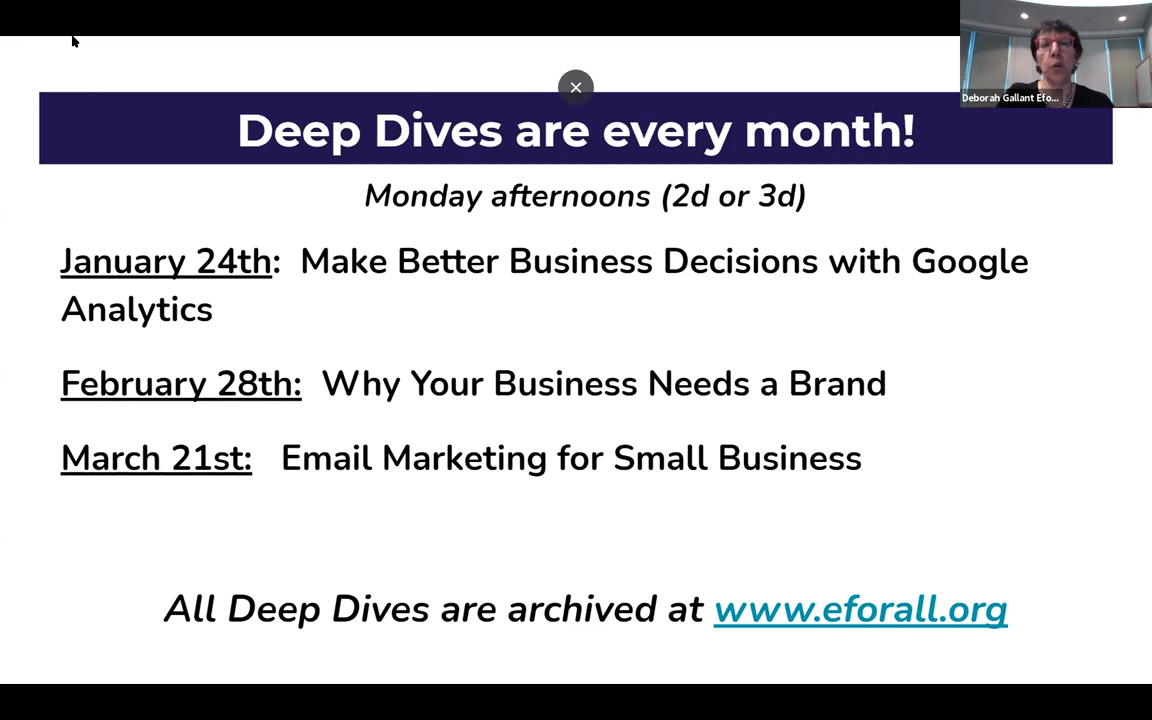 Deborah Gallant Efo...
Deep Dives are every month!
Monday afternoons (2d or 3d)
January 24th: Make Better Business Decisions with Google
Analytics
February 28th: Why Your Business Needs a Brand
March 21st: Email Marketing for Small Business
All Deep Dives are archived at www.eforall.org